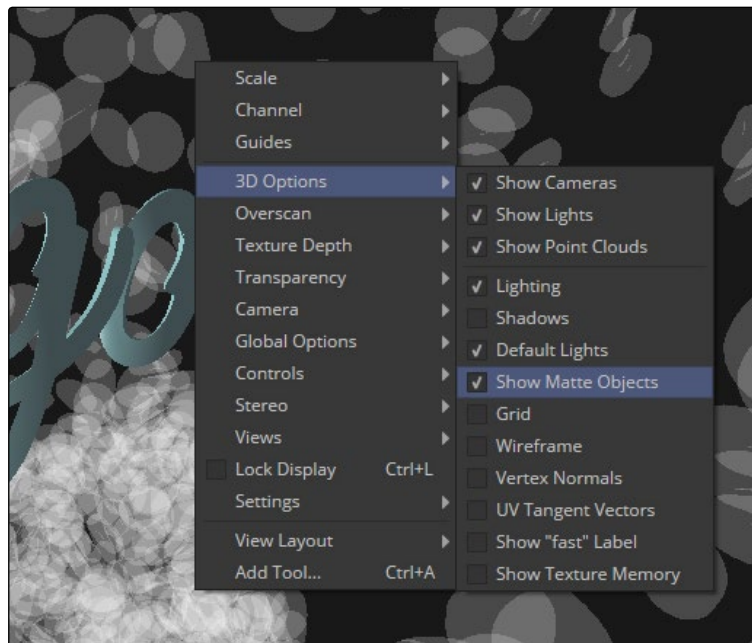 Scale
Channel
Guides
3D Options
Overscan
Texture Depth
Transparency
Camera
Global Options
Controls
Stereo
Views
Lock Display Ctrl+L
Settings
View Layout
Add Tool... Ctrl+A
Show Cameras
Show Lights
Show Point Clouds
Lighting
Shadows
Default Lights
Show Matte Objects
Grid
Wireframe
Vertex Normals
UV Tangent Vectors
Show "fast" Label
Show Texture Memory